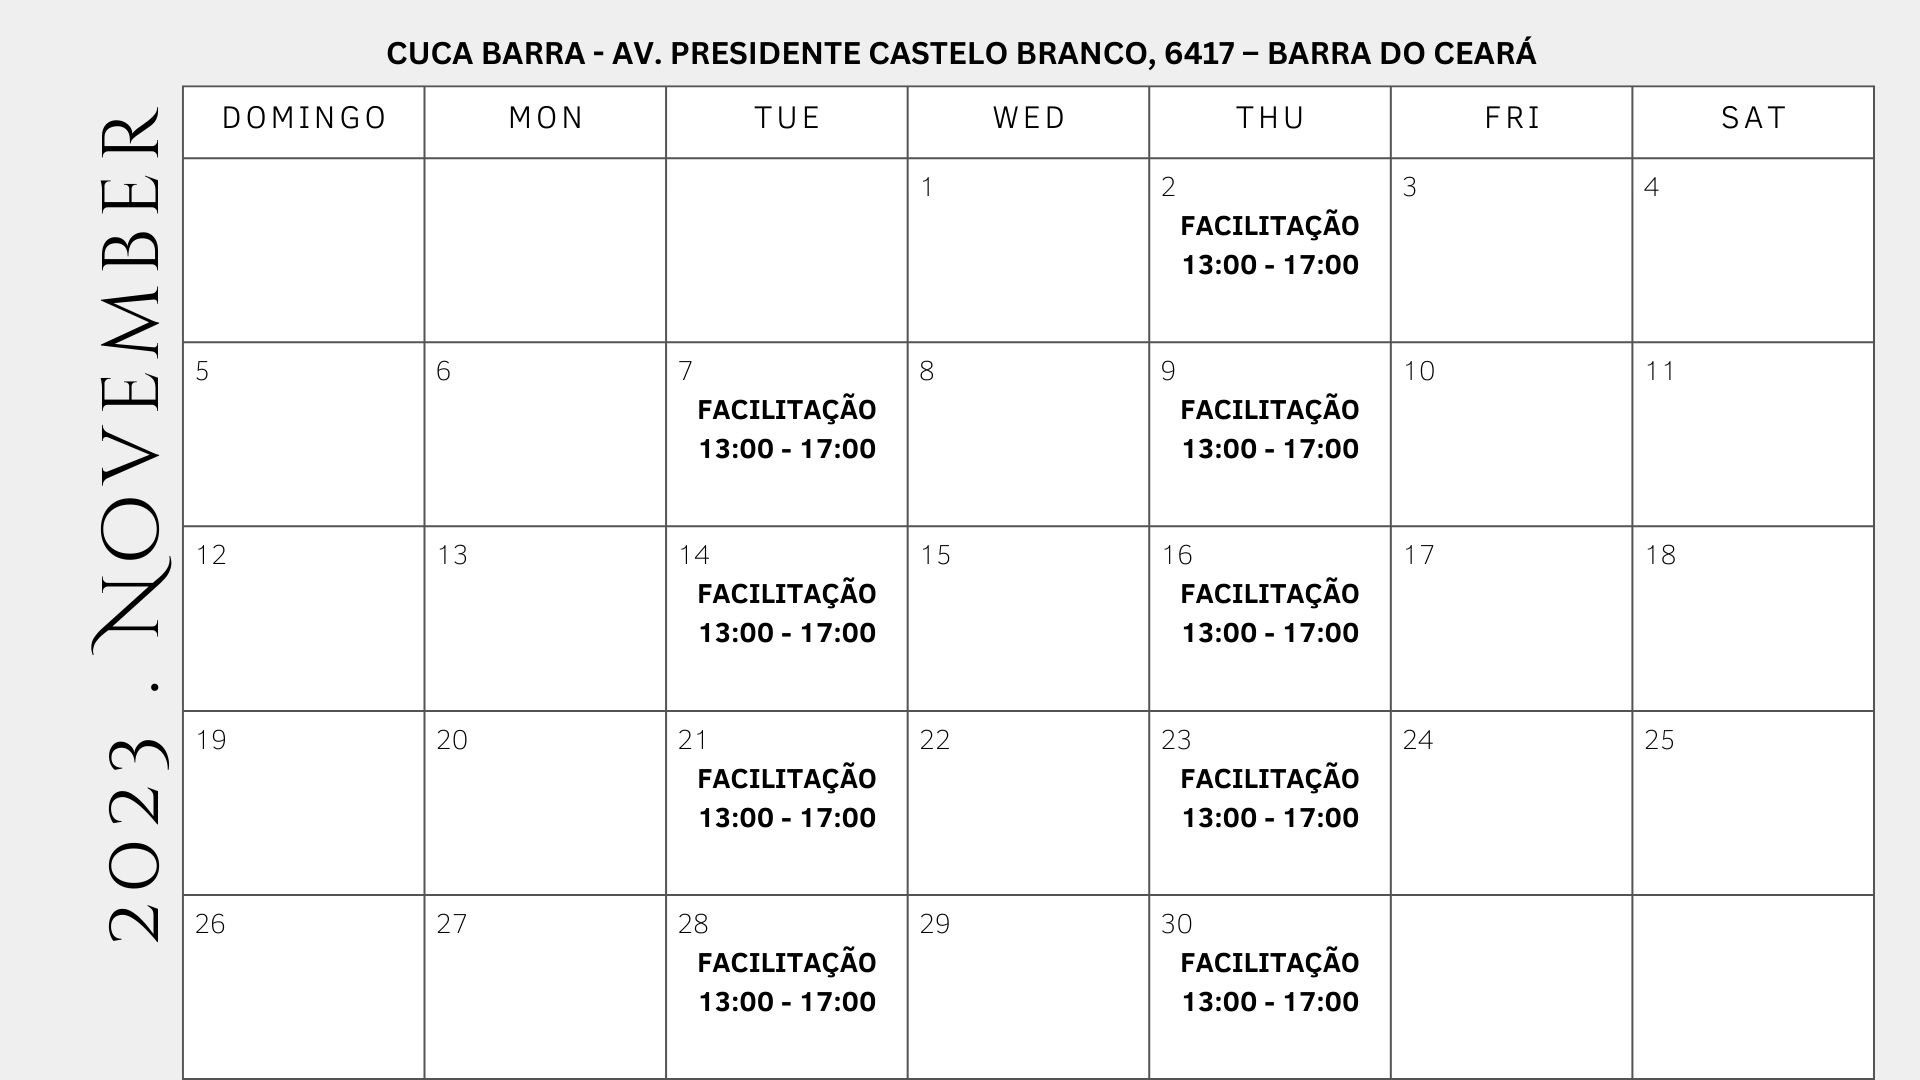 CUCA BARRA - AV. PRESIDENTE CASTELO BRANCO, 6417 – BARRA DO CEARÁ
2023 . NOVEMBER
DOMINGO MON TUE WED THU FRI SAT
1 2 3 4
FACILITAÇÃO
13:00 - 17:00
5 6 7 8 9 10 11
FACILITAÇÃO FACILITAÇÃO
13:00 - 17:00 13:00 - 17:00
12 13 14 15 16 17 18
FACILITAÇÃO FACILITAÇÃO
13:00 - 17:00 13:00 - 17:00
19 20 21 22 23 24 25
FACILITAÇÃO FACILITAÇÃO
13:00 - 17:00 13:00 - 17:00
26 27 28 29 30
FACILITAÇÃO FACILITAÇÃO
13:00 - 17:00 13:00 - 17:00